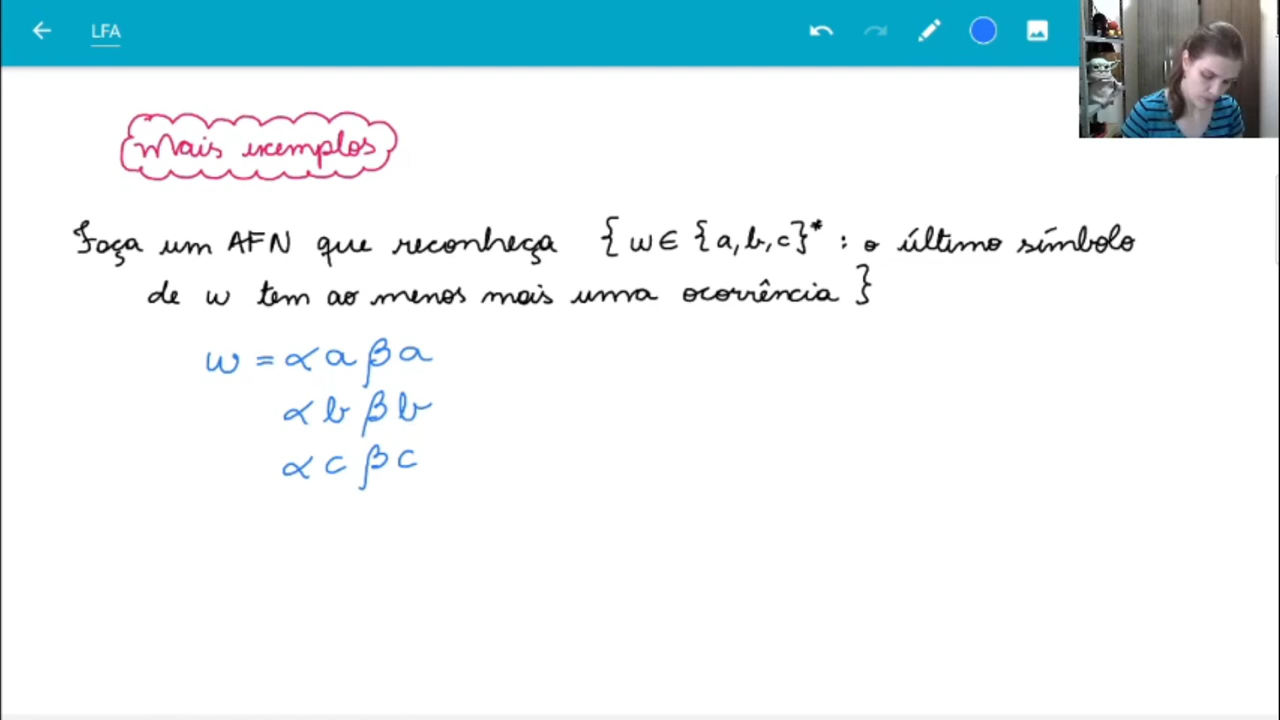 LFA
Mais exemplos
Faça um AFN que reconheça { w ∈ {a, b, c}* : o último símbolo
de w tem ao menos mais uma ocorrência }
w = α a β a
α b β b
α c β c